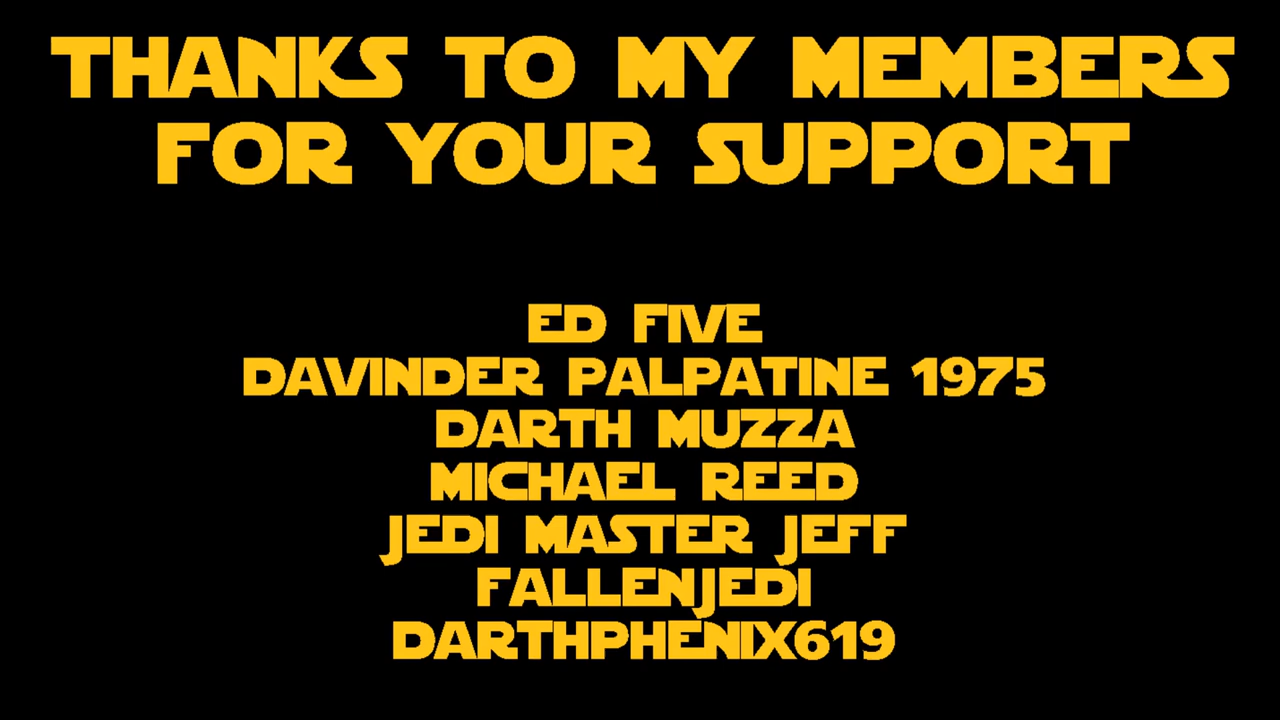 THANKS TO MY MEMBERS
FOR YOUR SUPPORT
ED FIVE
DAVINDER PALPATINE 1975
DARTH MUZZA
MICHAEL REED
JEDI MASTER JEFF
FALLENJEDI
DARTHPHENIX619